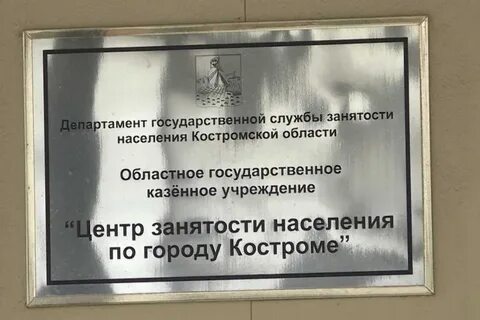 Департамент государственной службы занятости
населения Костромской области
Областное государственное
казённое учреждение
“Центр занятости населения
по городу Костроме”